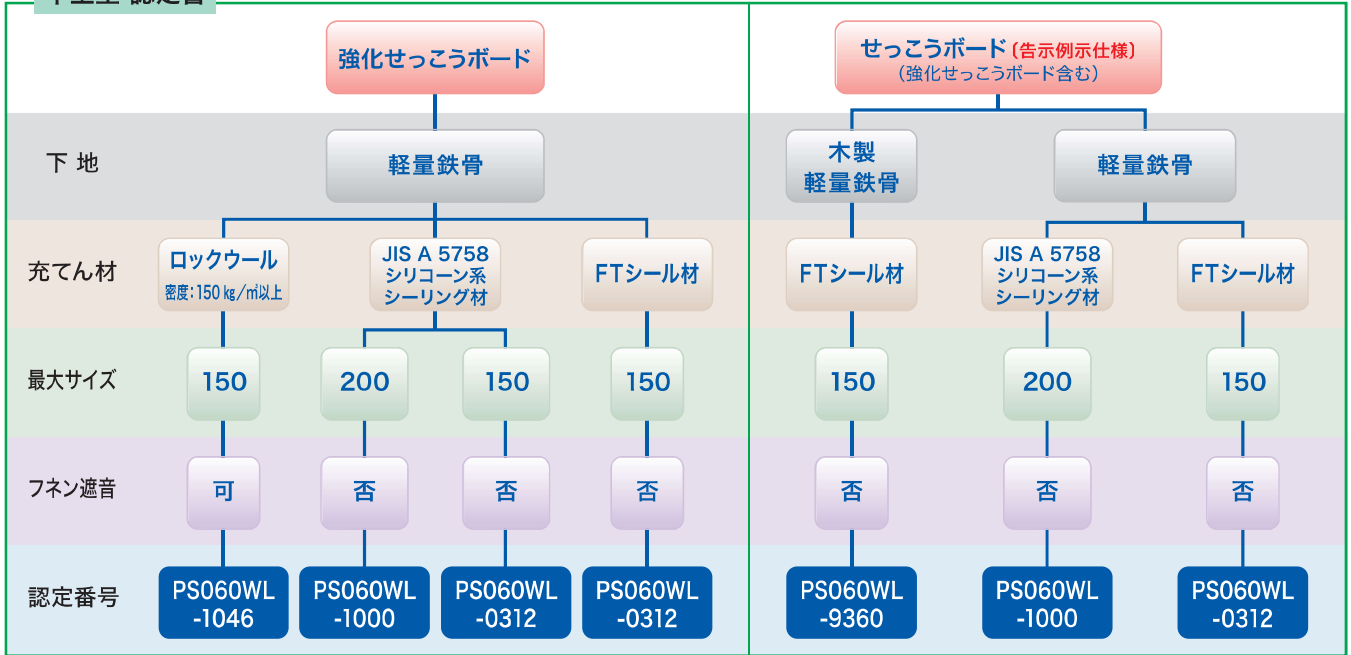 強化せっこうボード
せっこうボード〔告示例示仕様〕
（強化せっこうボード含む）
下 地
軽量鉄骨
木製
軽量鉄骨
軽量鉄骨
充てん材
ロックウール
密度：150㎏／㎥以上
JIS A 5758
シリコーン系
シーリング材
FTシール材
FTシール材
JIS A 5758
シリコーン系
シーリング材
FTシール材
最大サイズ
150
200
150
150
150
200
150
フネン遮音
可
否
否
否
否
否
否
認定番号
PS060WL
-1046
PS060WL
-1000
PS060WL
-0312
PS060WL
-0312
PS060WL
-9360
PS060WL
-1000
PS060WL
-0312